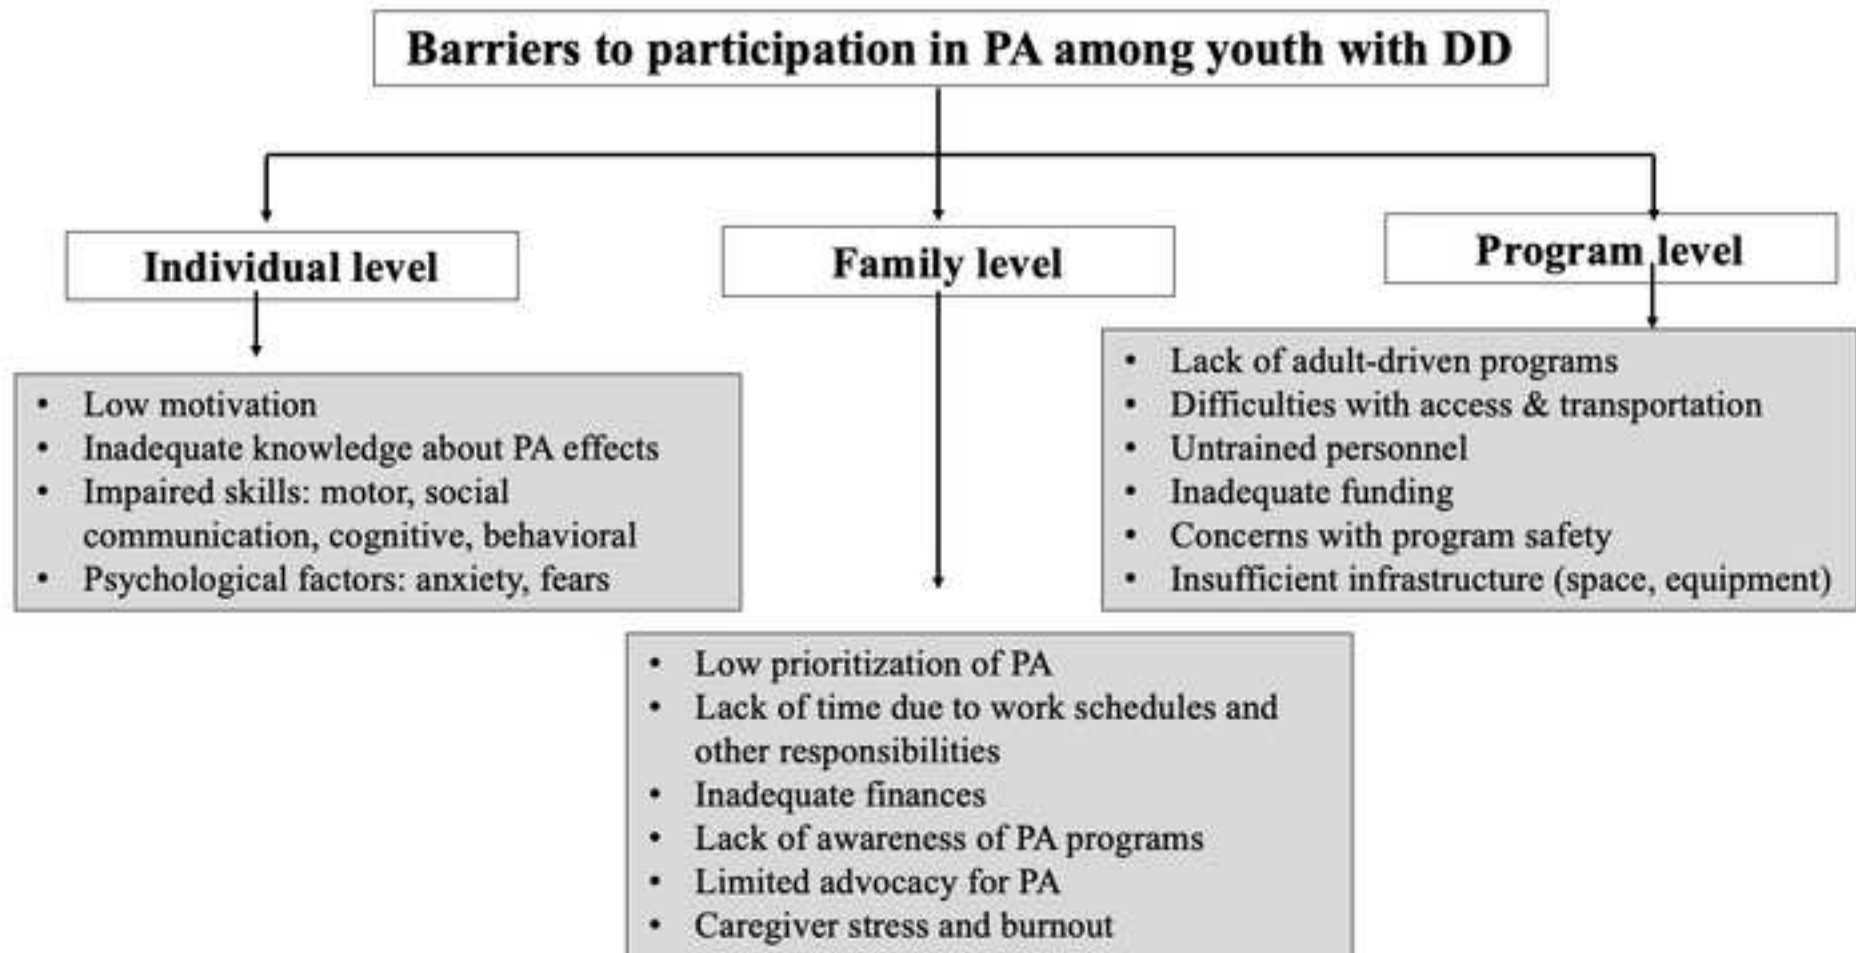 Barriers to participation in PA among youth with DD
Individual level
Family level
Program level
• Low motivation
• Inadequate knowledge about PA effects
• Impaired skills: motor, social
communication, cognitive, behavioral
• Psychological factors: anxiety, fears
• Lack of adult-driven programs
• Difficulties with access & transportation
• Untrained personnel
• Inadequate funding
• Concerns with program safety
• Insufficient infrastructure (space, equipment)
• Low prioritization of PA
• Lack of time due to work schedules and
other responsibilities
• Inadequate finances
• Lack of awareness of PA programs
• Limited advocacy for PA
• Caregiver stress and burnout